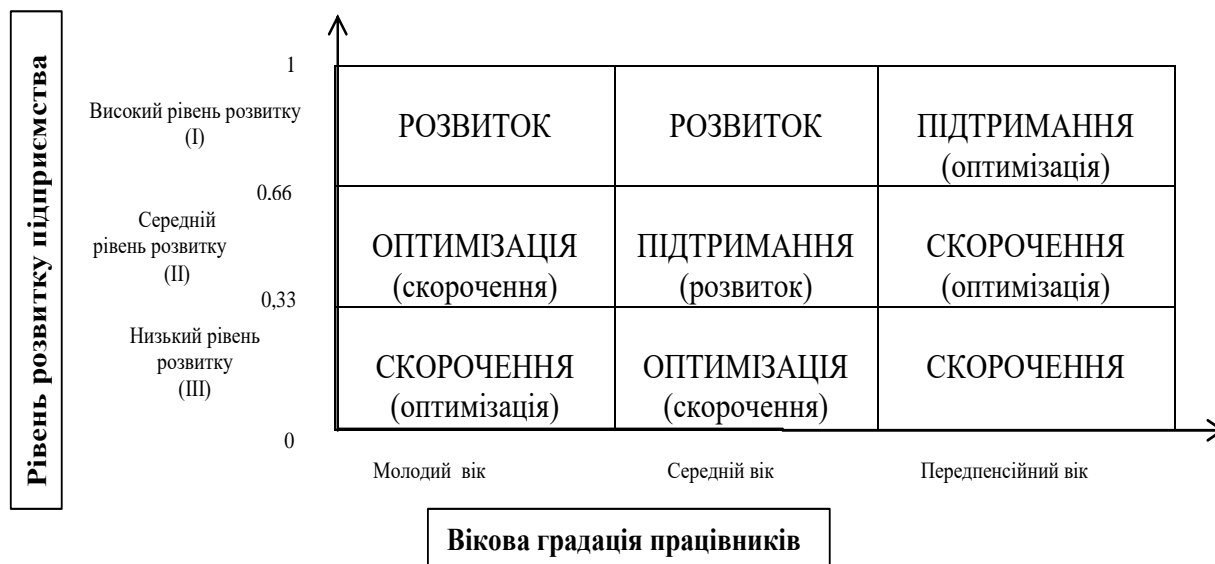 Рівень розвитку підприємства
1
Високий рівень розвитку
(І)
РОЗВИТОК
РОЗВИТОК
ПІДТРИМАННЯ
(оптимізація)
0.66
Середній
рівень розвитку
(ІІ)
ОПТИМІЗАЦІЯ
(скорочення)
ПІДТРИМАННЯ
(розвиток)
СКОРОЧЕННЯ
(оптимізація)
0,33
Низький рівень
розвитку
(ІІІ)
СКОРОЧЕННЯ
(оптимізація)
ОПТИМІЗАЦІЯ
(скорочення)
СКОРОЧЕННЯ
0
Молодий вік
Середній вік
Передпенсійний вік
Вікова градація працівників